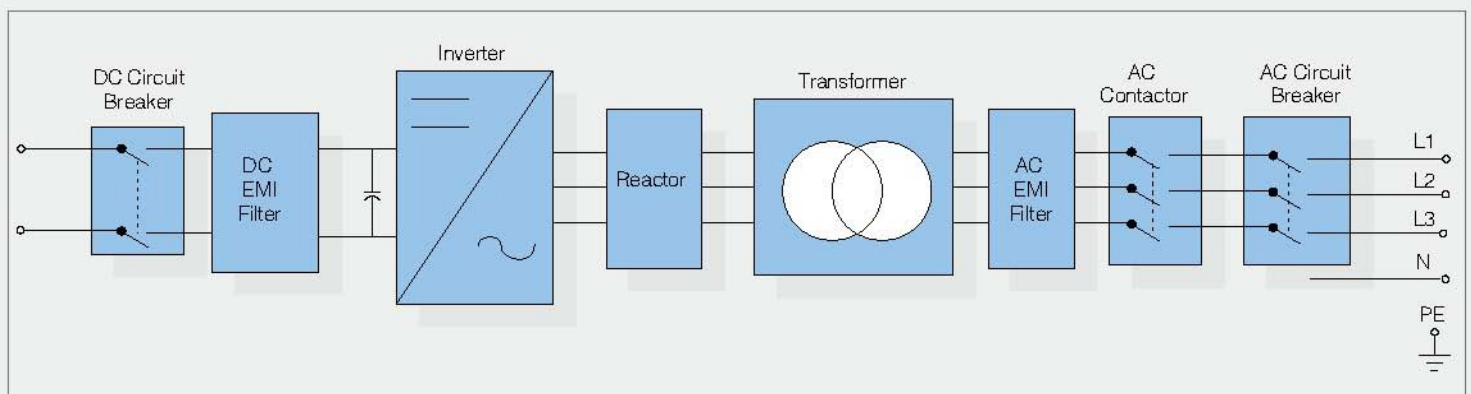 DC Circuit
Breaker
DC
EMI
Filter
Inverter
Reactor
Transformer
AC
EMI
Filter
AC
Contactor
AC Circuit
Breaker
L1
L2
L3
N
PE